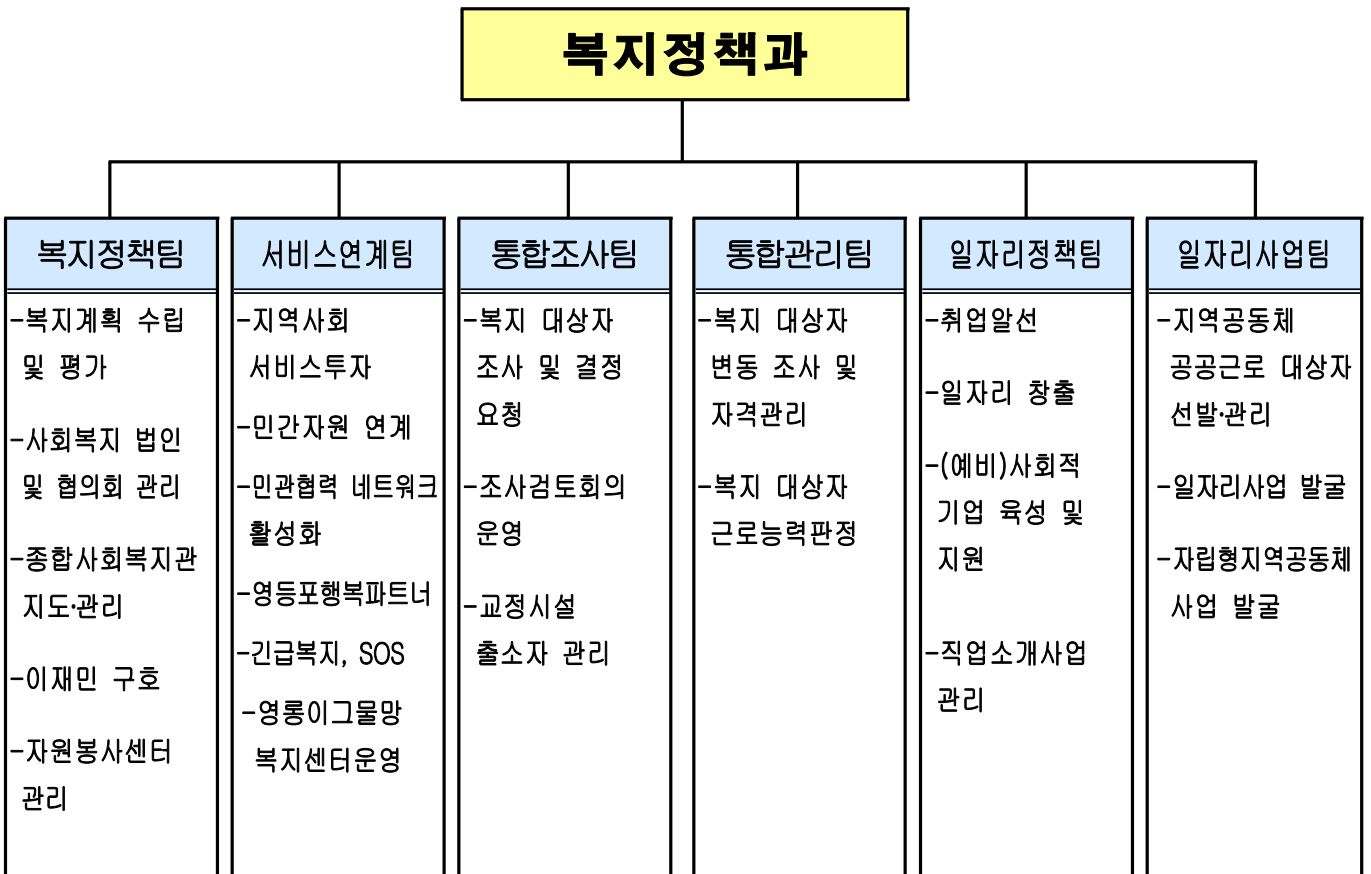 복지정책과
복지정책팀
-복지계획 수립
및 평가
-사회복지 법인
및 협의회 관리
-종합사회복지관
지도·관리
-이재민 구호
-자원봉사센터
관리
서비스연계팀
-지역사회
서비스투자
-민간자원 연계
-민관협력 네트워크
활성화
-영등포행복파트너
-긴급복지, SOS
-영롱이그물망
복지센터운영
통합조사팀
-복지 대상자
조사 및 결정
요청
-조사검토회의
운영
-교정시설
출소자 관리
통합관리팀
-복지 대상자
변동 조사 및
자격관리
-복지 대상자
근로능력판정
일자리정책팀
-취업알선
-일자리 창출
-(예비)사회적
기업 육성 및
지원
-직업소개사업
관리
일자리사업팀
-지역공동체
공공근로 대상자
선발·관리
-일자리사업 발굴
-자립형지역공동체
사업 발굴